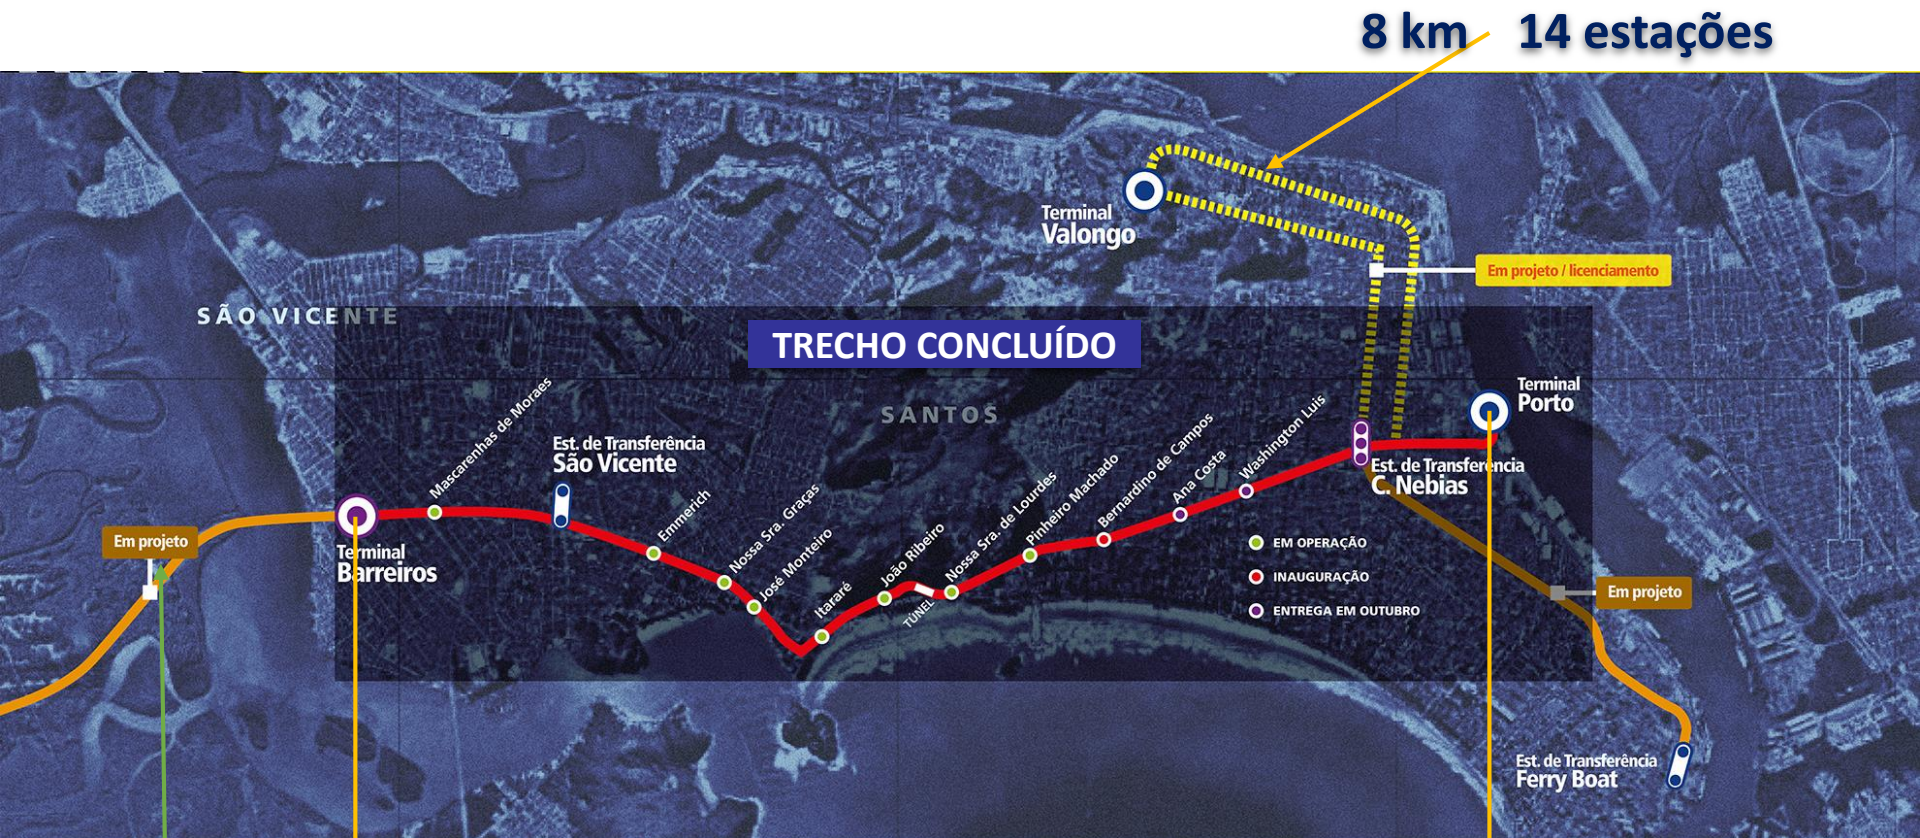 8 km 14 estações
Terminal
Valongo
Em projeto / licenciamento
SÃO VICENTE
TRECHO CONCLUÍDO
SANTOS
Terminal
Porto
Mascarenhas de Moraes
Est. de Transferência
São Vicente
Emmerich
Nossa Sra. Graças
José Monteiro
Itararé
João Ribeiro
TÚNEL
Nossa Sra. de Lourdes
Pinheiro Machado
Bernardino de Campos
Ana Costa
Washington Luis
Est. de Transferência
C. Nebias
Em projeto
Terminal
Barreiros
EM OPERAÇÃO
INAUGURAÇÃO
ENTREGA EM OUTUBRO
Em projeto
Est. de Transferência
Ferry Boat